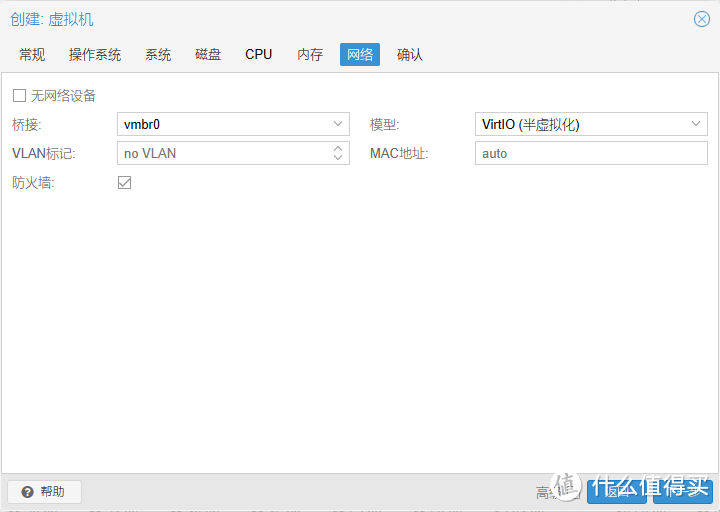 创建: 虚拟机
常规 操作系统 系统 磁盘 CPU 内存 网络 确认
无网络设备
桥接: vmbr0 模型: VirtIO (半虚拟化)
VLAN标记: no VLAN MAC地址: auto
防火墙:
帮助 高级 返回
值 什么值得买